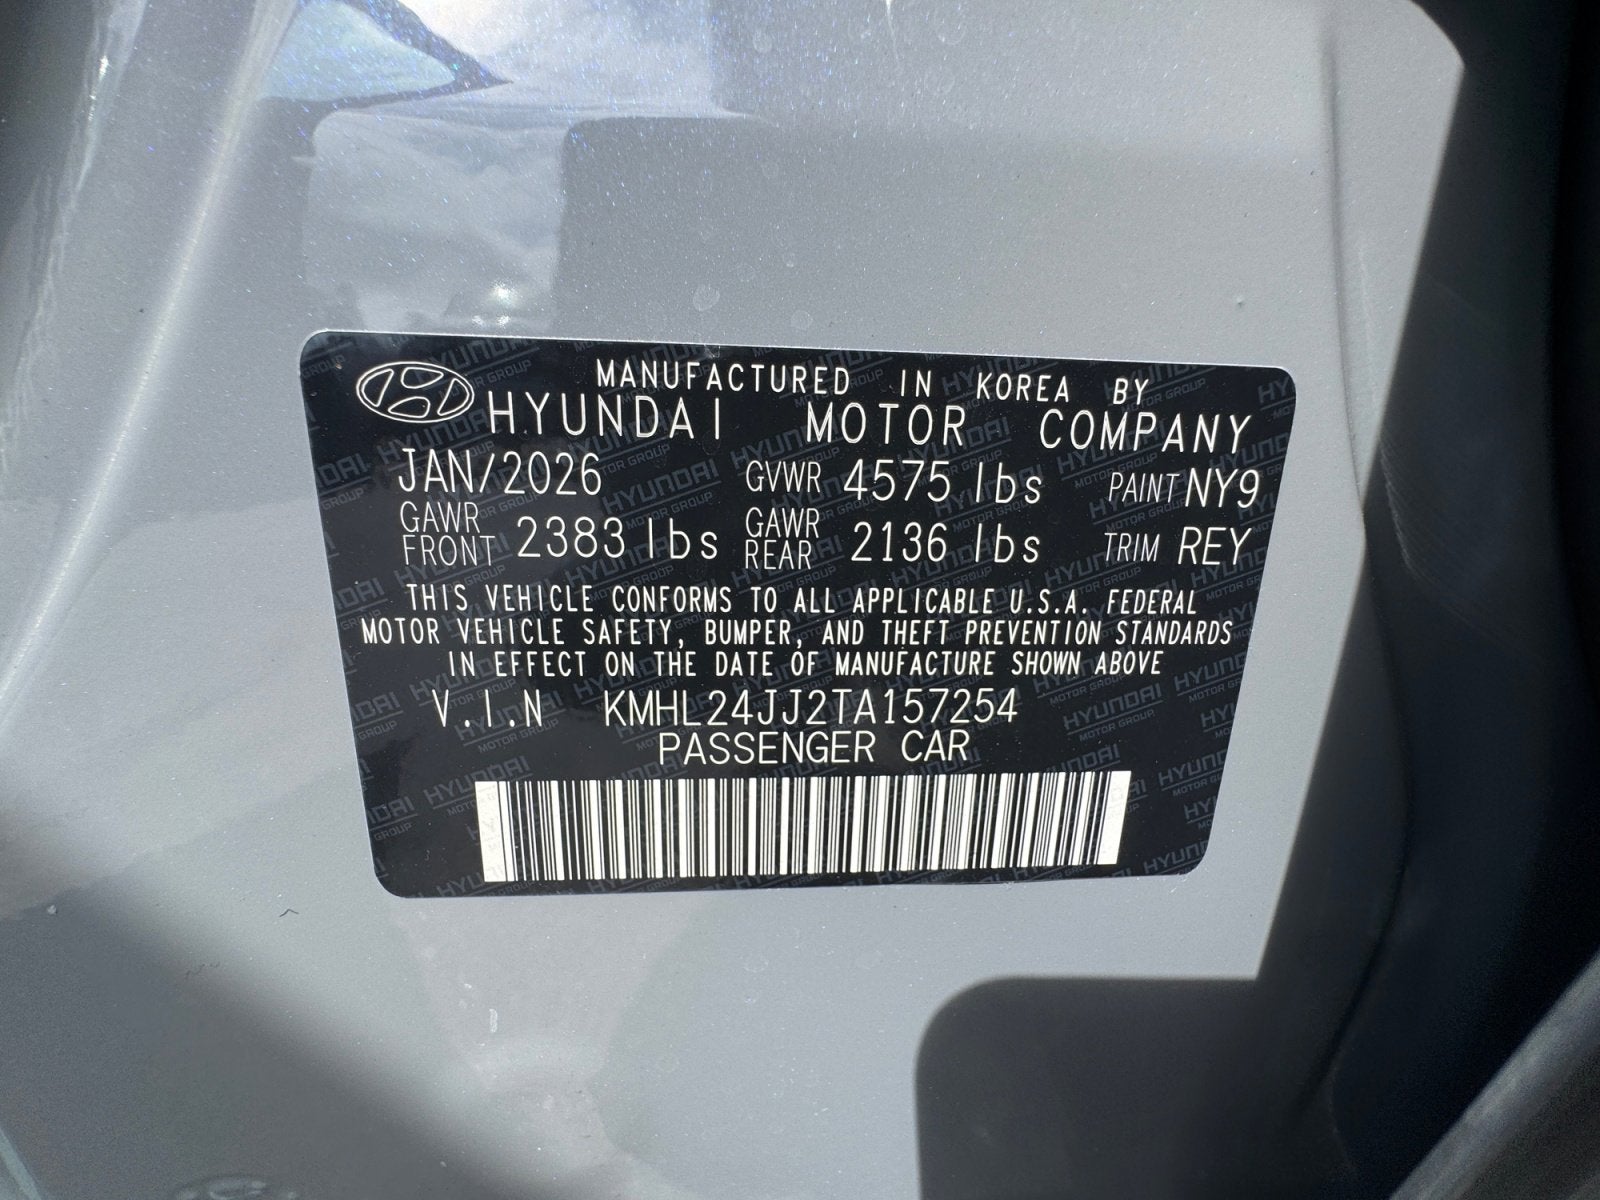 MANUFACTURED IN KOREA BY
HYUNDAI MOTOR COMPANY
JAN/2026 GVWR 4575 lbs PAINT NY9
GAWR FRONT 2383 lbs GAWR REAR 2136 lbs TRIM REY
THIS VEHICLE CONFORMS TO ALL APPLICABLE U.S.A. FEDERAL
MOTOR VEHICLE SAFETY, BUMPER, AND THEFT PREVENTION STANDARDS
IN EFFECT ON THE DATE OF MANUFACTURE SHOWN ABOVE
V.I.N KMHL24JJ2TA157254
PASSENGER CAR